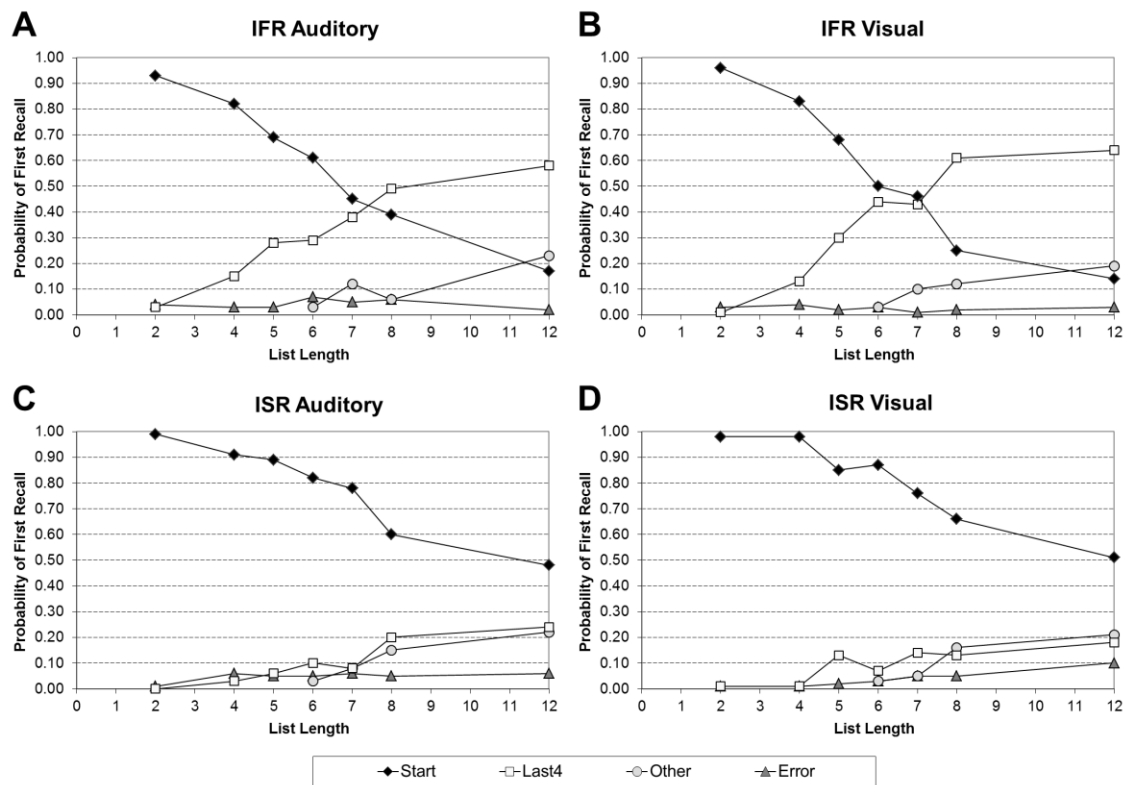 A
IFR Auditory
Probability of First Recall
1.00
0.90
0.80
0.70
0.60
0.50
0.40
0.30
0.20
0.10
0.00
0 1 2 3 4 5 6 7 8 9 10 11 12
List Length
B
IFR Visual
Probability of First Recall
1.00
0.90
0.80
0.70
0.60
0.50
0.40
0.30
0.20
0.10
0.00
0 1 2 3 4 5 6 7 8 9 10 11 12
List Length
C
ISR Auditory
Probability of First Recall
1.00
0.90
0.80
0.70
0.60
0.50
0.40
0.30
0.20
0.10
0.00
0 1 2 3 4 5 6 7 8 9 10 11 12
List Length
D
ISR Visual
Probability of First Recall
1.00
0.90
0.80
0.70
0.60
0.50
0.40
0.30
0.20
0.10
0.00
0 1 2 3 4 5 6 7 8 9 10 11 12
List Length
Start Last4 Other Error